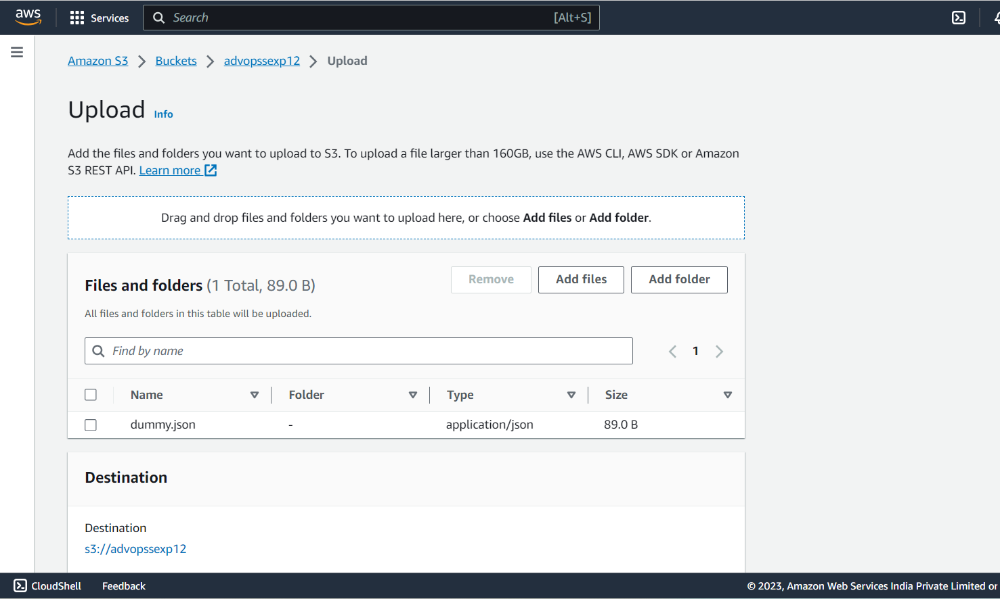 aws Services Search [Alt+S]
Amazon S3 Buckets advopssexp12 Upload
Upload Info
Add the files and folders you want to upload to S3. To upload a file larger than 160GB, use the AWS CLI, AWS SDK or Amazon
S3 REST API. Learn more
Drag and drop files and folders you want to upload here, or choose Add files or Add folder.
Files and folders (1 Total, 89.0 B) Remove Add files Add folder
All files and folders in this table will be uploaded.
Find by name 1
Name Folder Type Size
dummy.json - application/json 89.0 B
Destination
Destination
s3://advopssexp12
CloudShell Feedback © 2023, Amazon Web Services India Private Limited or